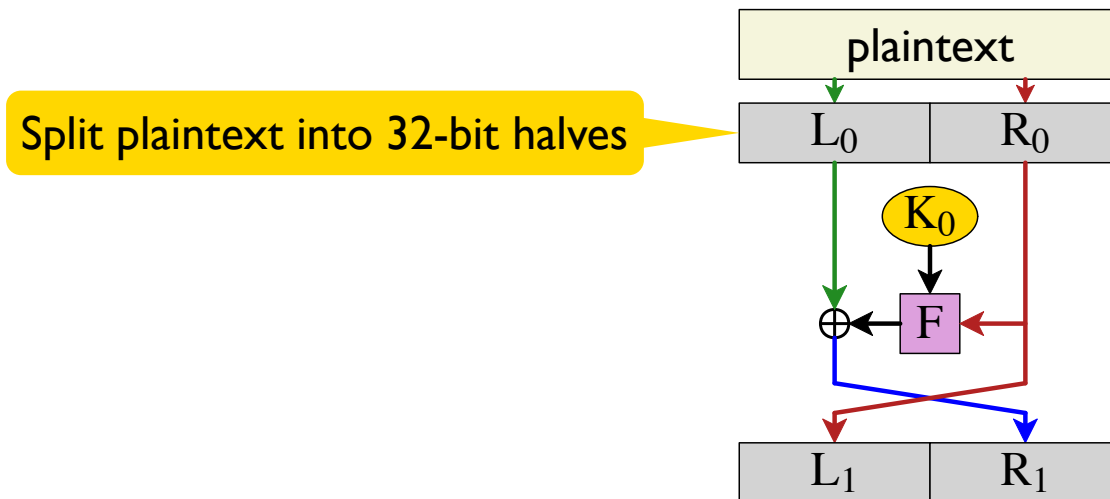 plaintext
Split plaintext into 32-bit halves
L₀ R₀
K₀
F
L₁ R₁